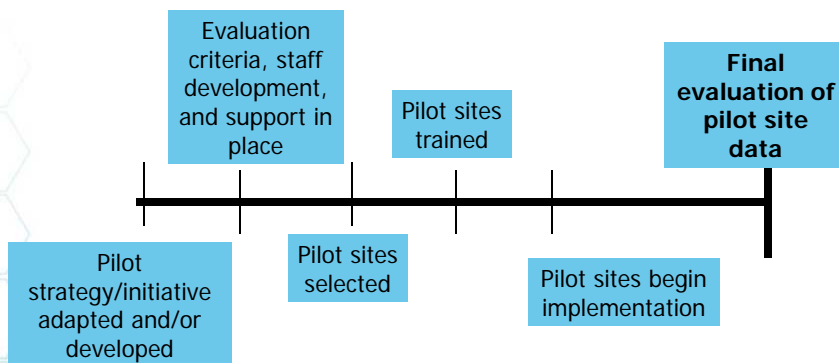 Evaluation
criteria, staff
development,
and support in
place
Pilot sites
trained
Final
evaluation of
pilot site
data
Pilot
strategy/initiative
adapted and/or
developed
Pilot sites
selected
Pilot sites begin
implementation